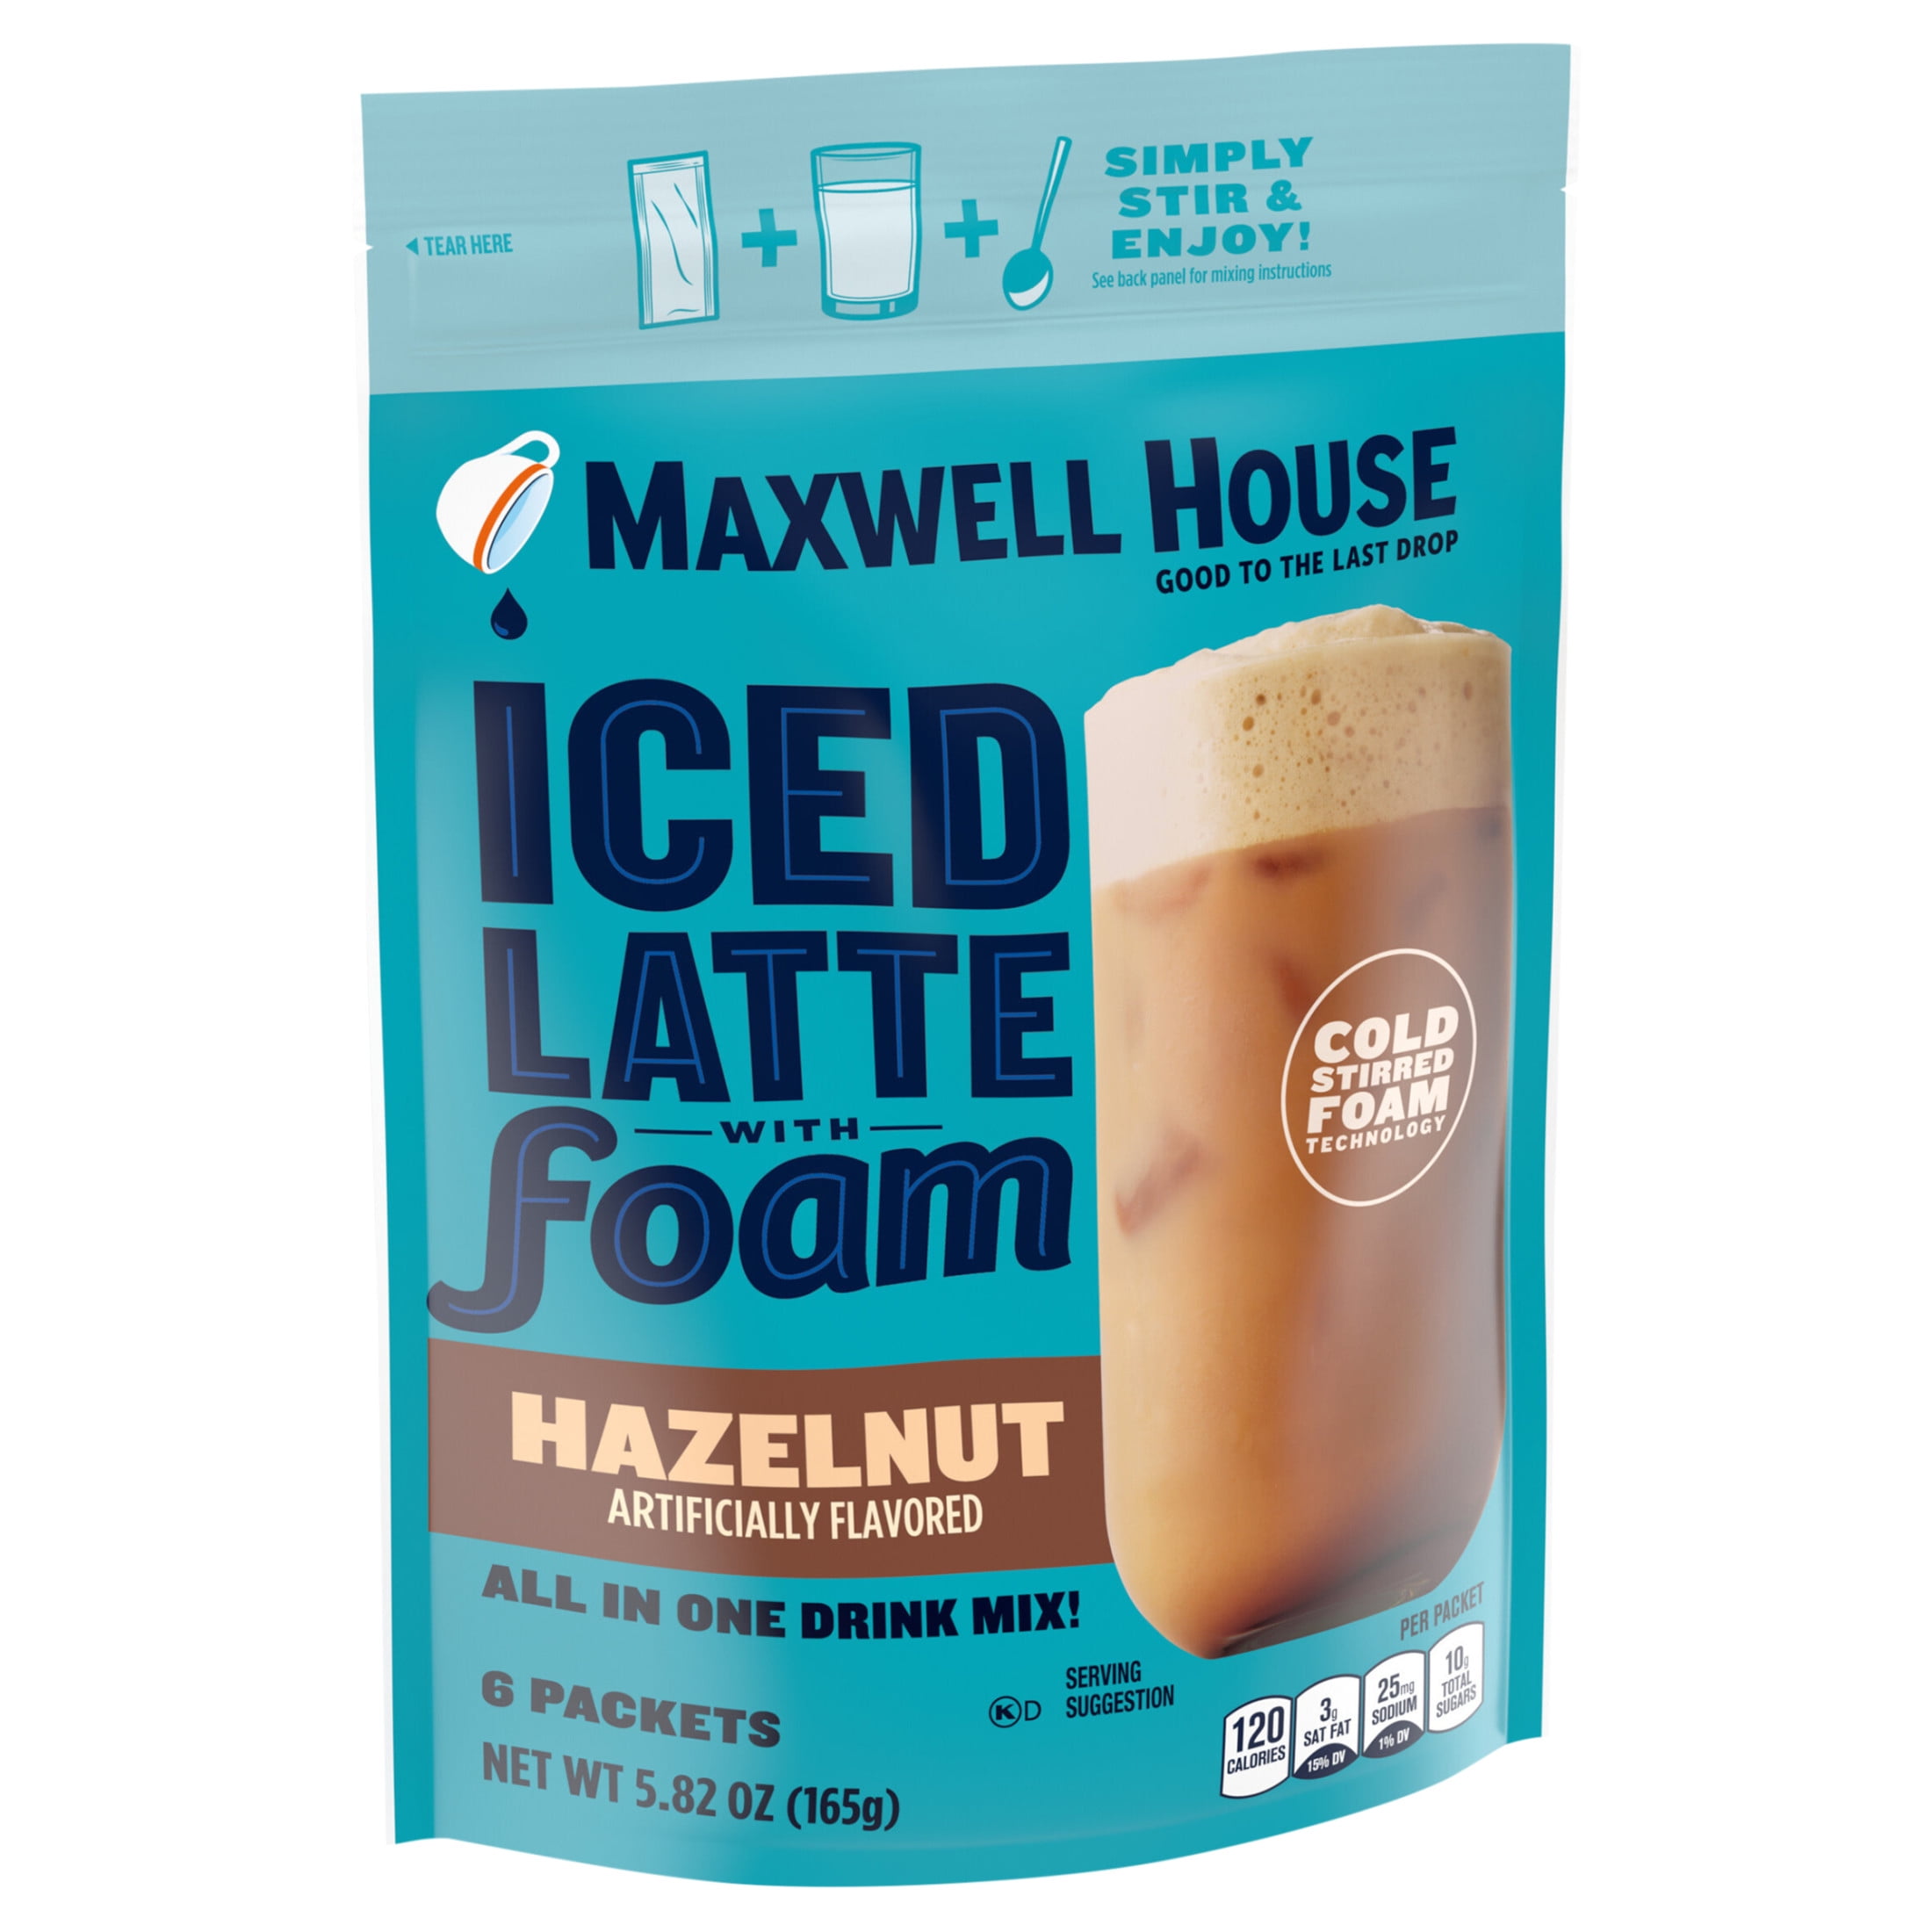 SIMPLY
STIR &
ENJOY!
See back panel for mixing instructions
TEAR HERE
MAXWELL HOUSE
GOOD TO THE LAST DROP
ICED
LATTE
WITH
foam
COLD
STIRRED
FOAM
TECHNOLOGY
HAZELNUT
ARTIFICIALLY FLAVORED
ALL IN ONE DRINK MIX!
6 PACKETS
NET WT 5.82 OZ (165g)
K D
SERVING
SUGGESTION
PER PACKET
120
CALORIES
3g
SAT FAT
15% DV
25mg
SODIUM
1% DV
10g
TOTAL
SUGARS